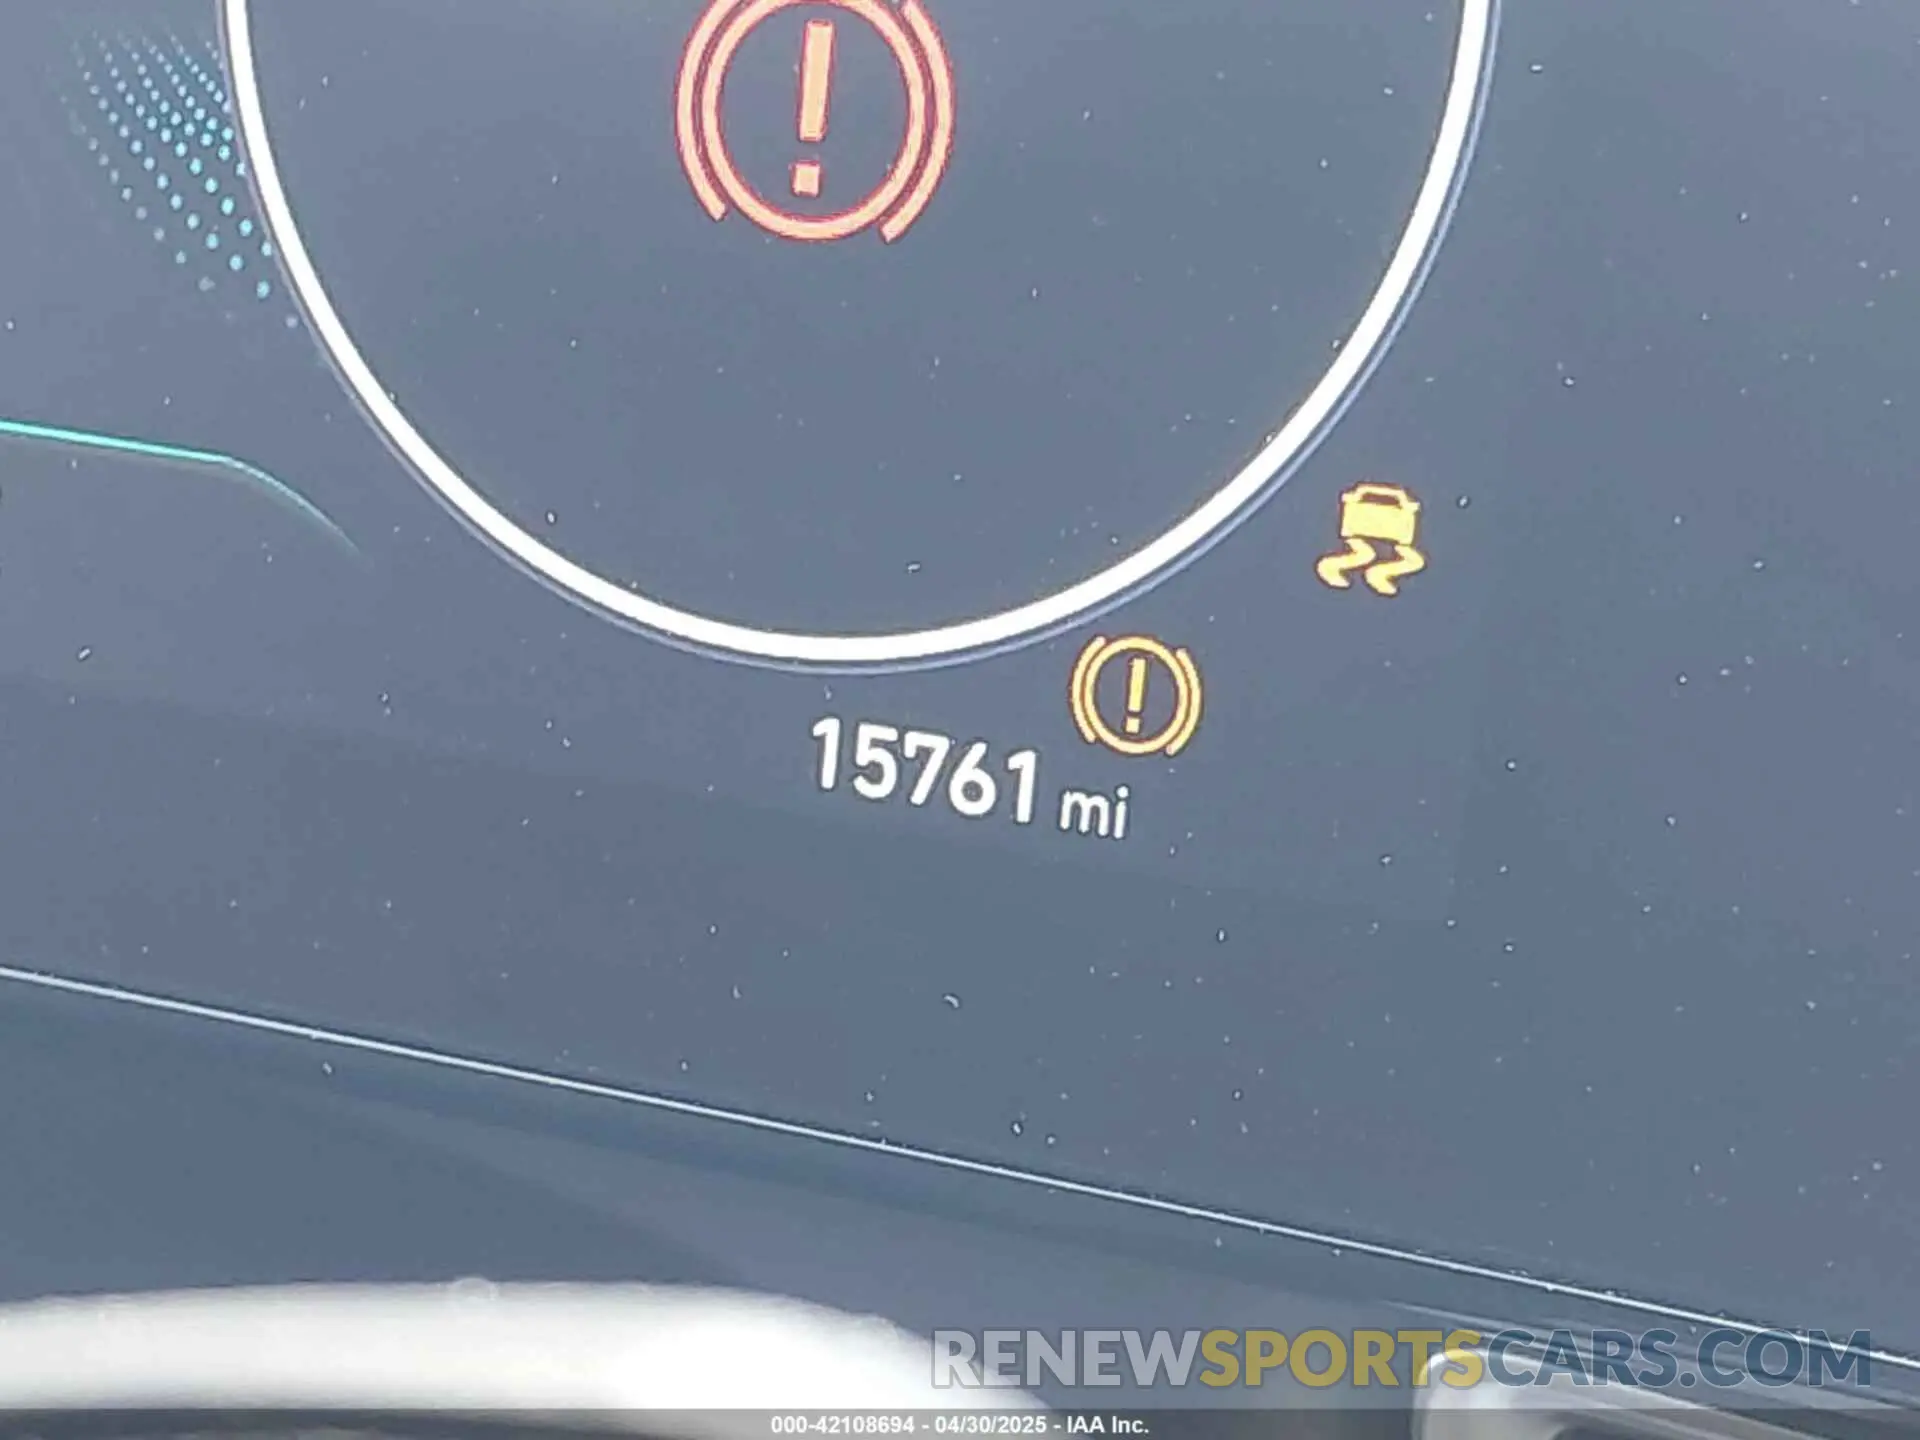 !
!
15761 mi
RENEWSPORTSCARS.COM
000-42108694 - 04/30/2025 - IAA Inc.